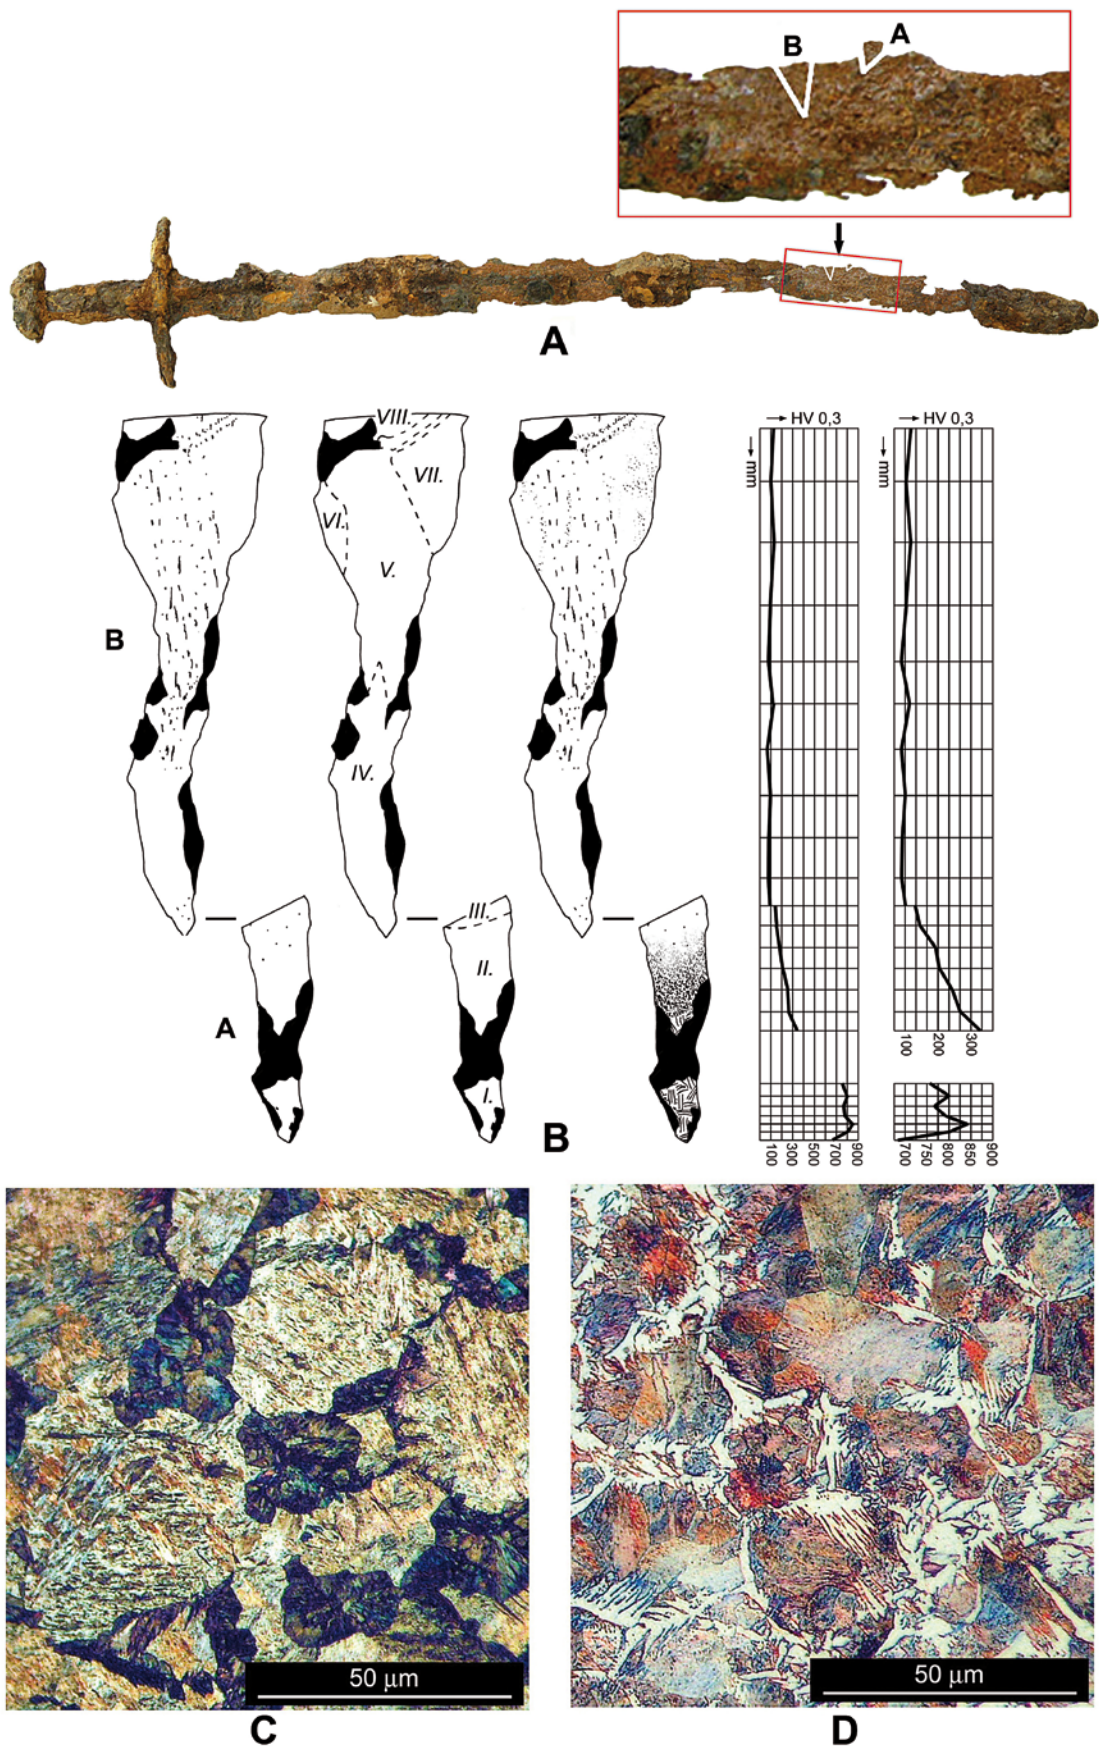 B A
A
→ HV 0,3 → HV 0,3
mm mm
VIII.
VII.
VI.
V.
B
IV.
III.
II.
A
I.
B
100 200 300
100 300 500 700 900 700 750 800 850 900
50 µm 50 µm
C D